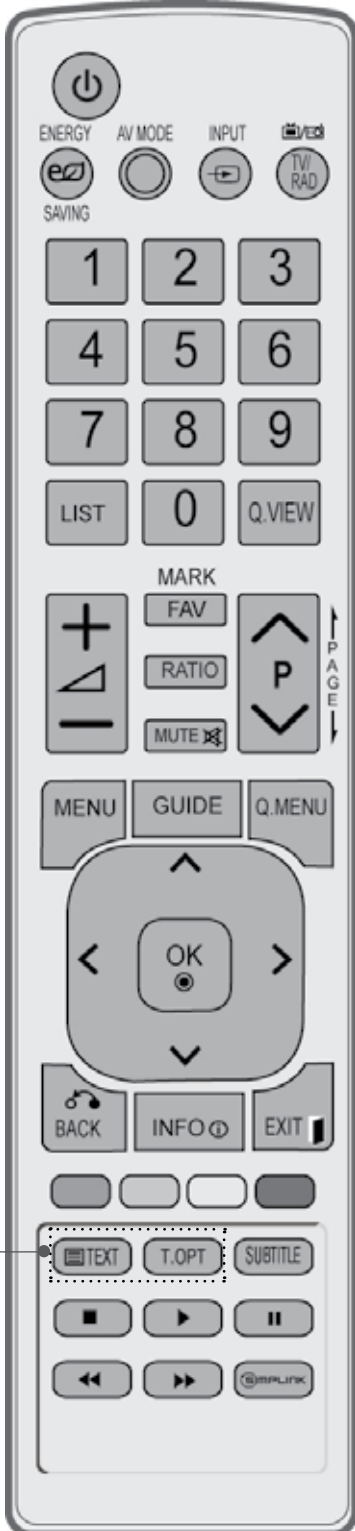 ENERGY AV MODE INPUT
TV/
RAD
SAVING
1 2 3
4 5 6
7 8 9
LIST 0 Q.VIEW
MARK
FAV
RATIO
P
PAGE
MUTE
MENU GUIDE Q.MENU
OK
BACK INFO EXIT
TEXT T.OPT SUBTITLE
SIMPLINK